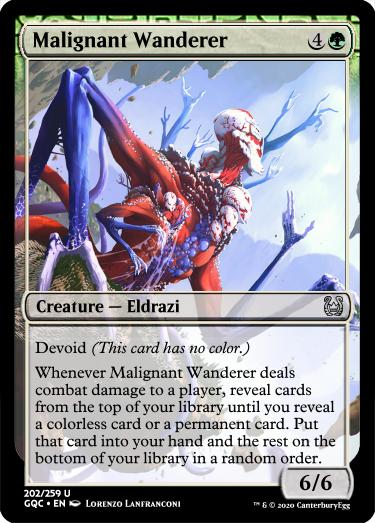 Malignant Wanderer 4
Creature — Eldrazi
Devoid (This card has no color.)
Whenever Malignant Wanderer deals
combat damage to a player, reveal cards
from the top of your library until you reveal
a colorless card or a permanent card. Put
that card into your hand and the rest on the
bottom of your library in a random order.
6/6
202/259 U
GQC • EN Lorenzo Lanfranconi
™ & © 2020 CanterburyEgg